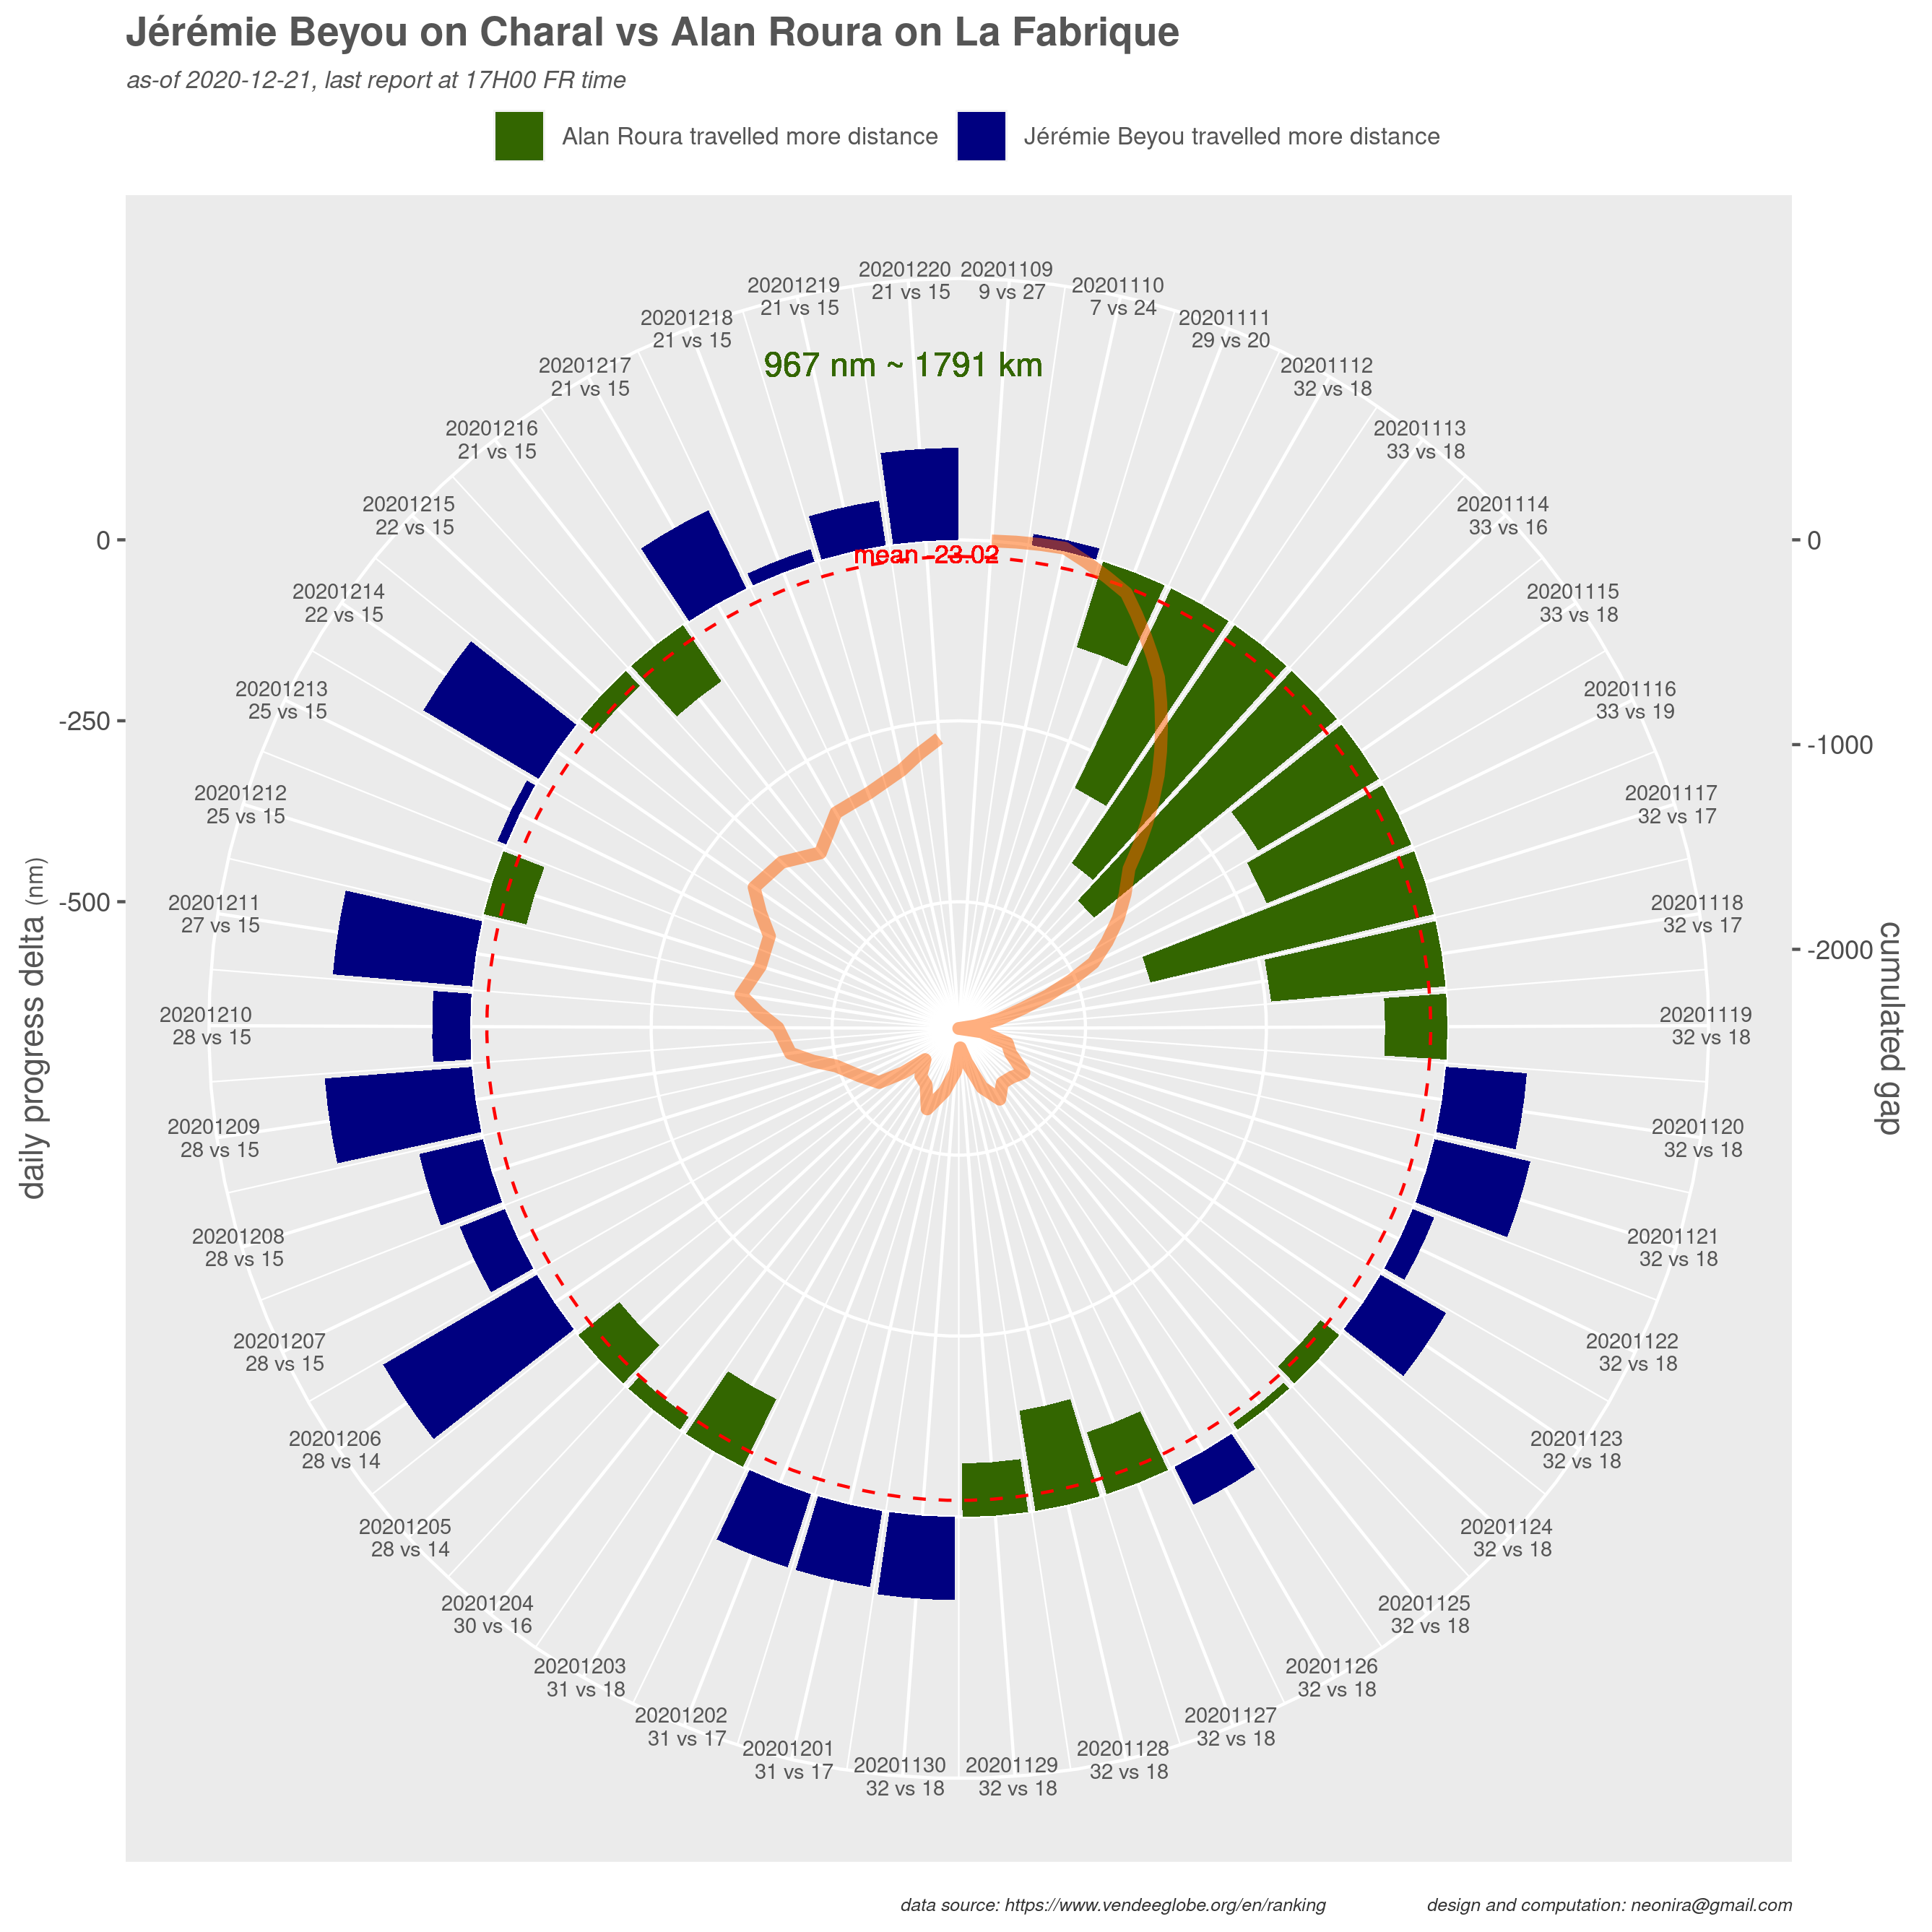 Jérémie Beyou on Charal vs Alan Roura on La Fabrique
as-of 2020-12-21, last report at 17H00 FR time
Alan Roura travelled more distance
Jérémie Beyou travelled more distance
20201109
9 vs 27
20201110
7 vs 24
20201111
29 vs 20
20201112
32 vs 18
20201113
33 vs 18
20201114
33 vs 16
20201115
33 vs 18
20201116
33 vs 19
20201117
32 vs 17
20201118
32 vs 17
20201119
32 vs 18
20201120
32 vs 18
20201121
32 vs 18
20201122
32 vs 18
20201123
32 vs 18
20201124
32 vs 18
20201125
32 vs 18
20201126
32 vs 18
20201127
32 vs 18
20201128
32 vs 18
20201129
32 vs 18
20201130
32 vs 18
20201201
31 vs 17
20201202
31 vs 17
20201203
31 vs 18
20201204
30 vs 16
20201205
28 vs 14
20201206
28 vs 14
20201207
28 vs 15
20201208
28 vs 15
20201209
28 vs 15
20201210
28 vs 15
20201211
27 vs 15
20201212
25 vs 15
20201213
25 vs 15
20201214
22 vs 15
20201215
22 vs 15
20201216
21 vs 15
20201217
21 vs 15
20201218
21 vs 15
20201219
21 vs 15
20201220
21 vs 15
967 nm ~ 1791 km
mean -23.02
0
-250
-500
daily progress delta (nm)
0
-1000
-2000
cumulated gap
data source: https://www.vendeeglobe.org/en/ranking
design and computation: neonira@gmail.com